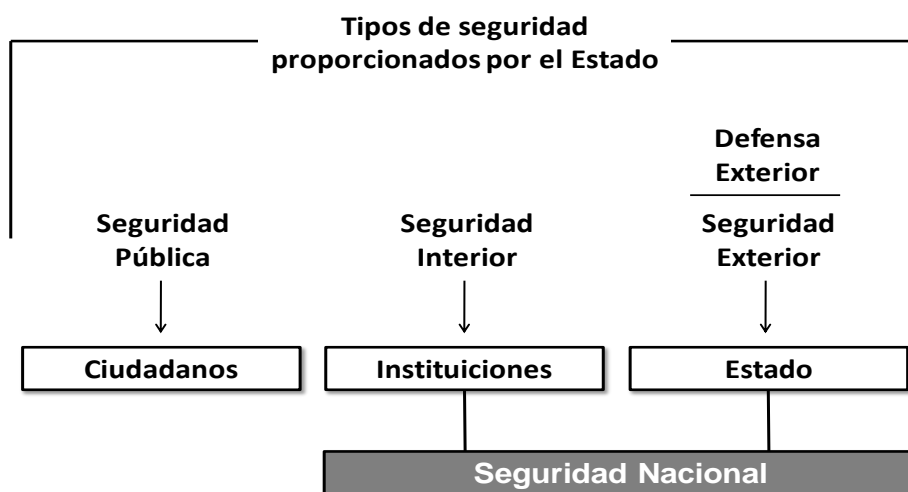 Tipos de seguridad
proporcionados por el Estado
Defensa
Exterior
Seguridad
Pública
Seguridad
Interior
Seguridad
Exterior
Ciudadanos
Instituiciones
Estado
Seguridad Nacional